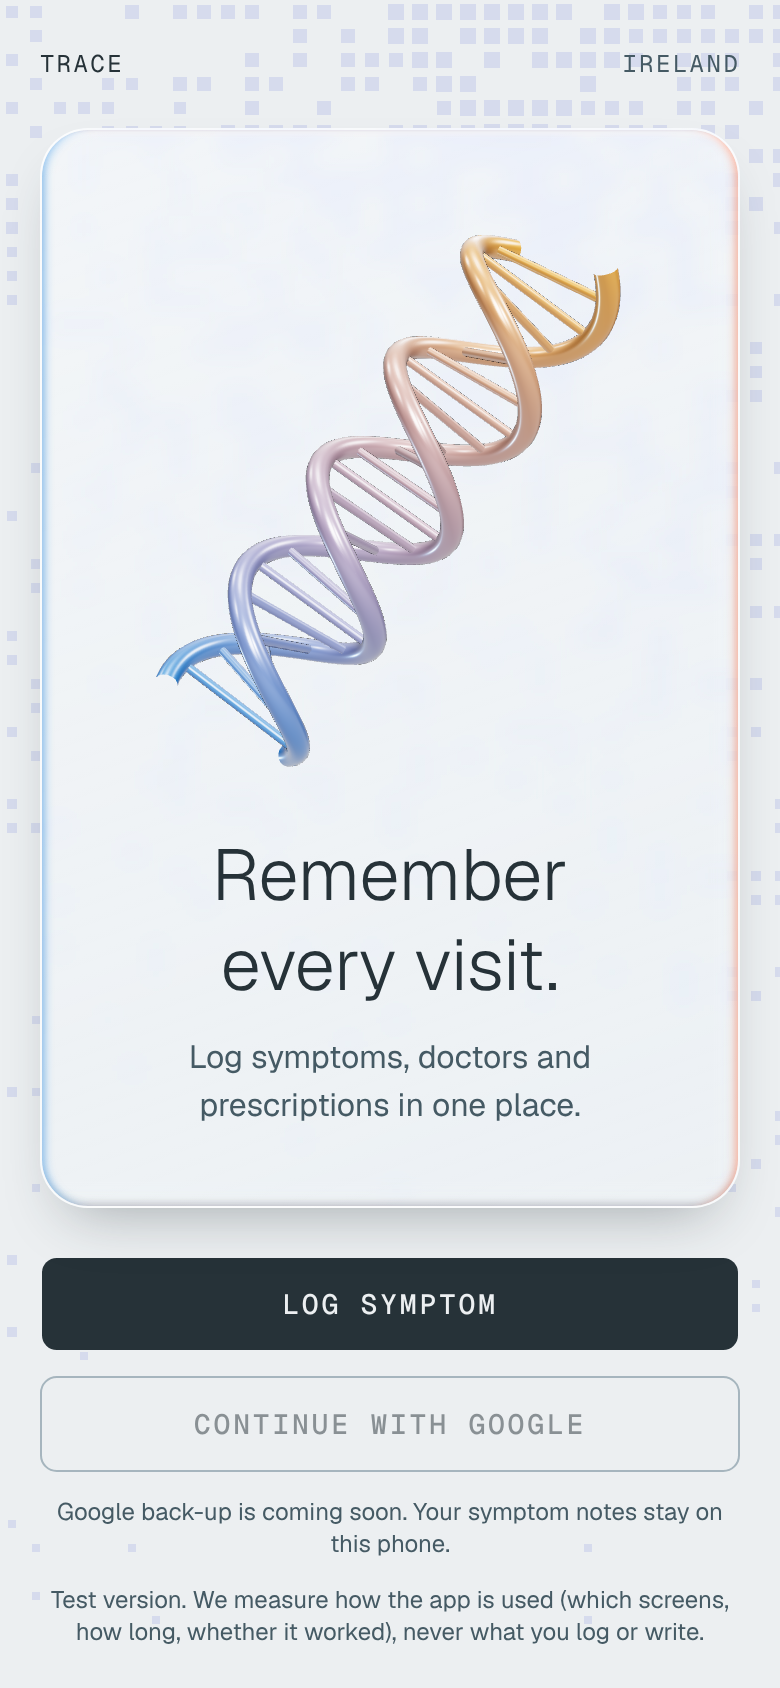 TRACE
IRELAND
Remember
every visit.
Log symptoms, doctors and
prescriptions in one place.
LOG SYMPTOM
CONTINUE WITH GOOGLE
Google back-up is coming soon. Your symptom notes stay on
this phone.
Test version. We measure how the app is used (which screens,
how long, whether it worked), never what you log or write.